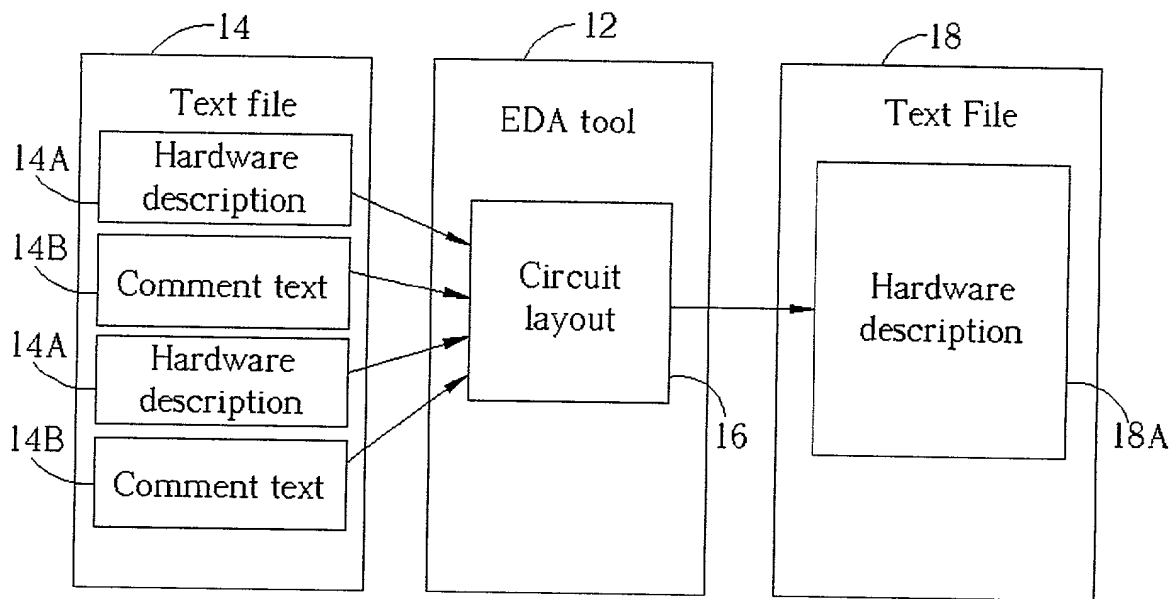 14
12
18
Text file
EDA tool
Text File
14A
Hardware
description
14B
Comment text
14A
Hardware
description
14B
Comment text
Circuit
layout
16
Hardware
description
18A